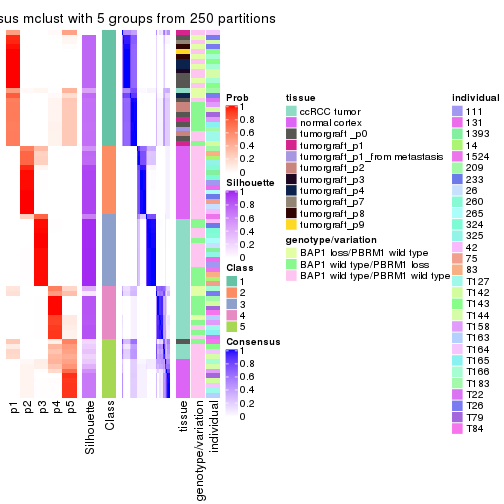 sus mclust with 5 groups from 250 partitions
p1
p2
p3
p4
p5
Silhouette
Class
tissue
genotype/variation
individual
Prob
1
0.8
0.6
0.4
0.2
0
Silhouette
1
0.8
0.6
0.4
0.2
0
Class
1
2
3
4
5
Consensus
1
0.8
0.6
0.4
0.2
0
tissue
ccRCC tumor
normal cortex
tumorgraft _p0
tumorgraft_p1
tumorgraft_p1_from metastasis
tumorgraft_p2
tumorgraft_p3
tumorgraft_p4
tumorgraft_p7
tumorgraft_p8
tumorgraft_p9
genotype/variation
BAP1 loss/PBRM1 wild type
BAP1 wild type/PBRM1 loss
BAP1 wild type/PBRM1 wild type
individual
111
131
1393
14
1524
209
233
26
260
265
324
325
42
75
83
T127
T142
T143
T144
T158
T163
T164
T165
T166
T183
T22
T26
T79
T84